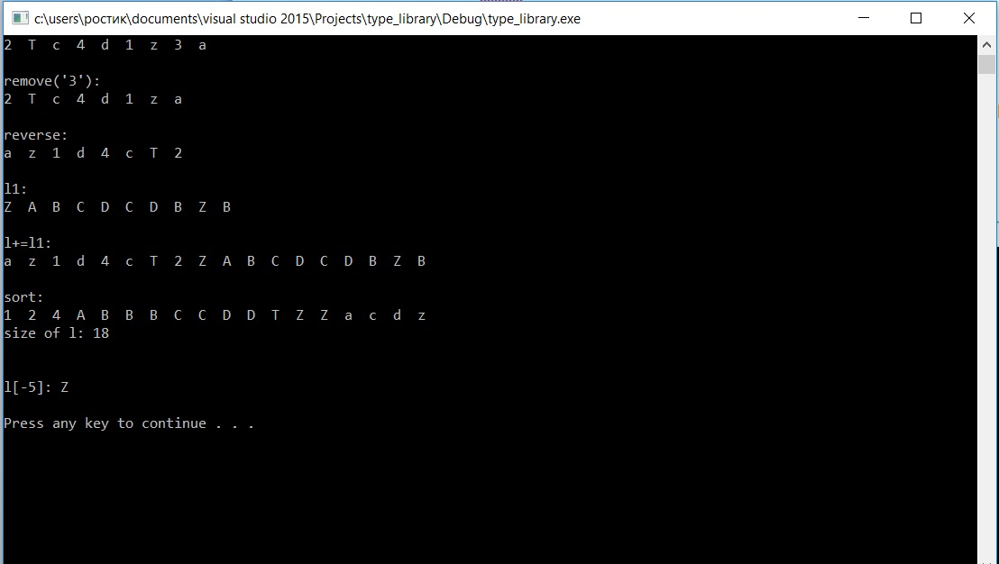 c:\users\ростик\documents\visual studio 2015\Projects\type_library\Debug\type_library.exe
2  T  c  4  d  1  z  3  a
remove('3'):
2  T  c  4  d  1  z  a
reverse:
a  z  1  d  4  c  T  2
l1:
Z  A  B  C  D  C  D  B  Z  B
l+=l1:
a  z  1  d  4  c  T  2  Z  A  B  C  D  C  D  B  Z  B
sort:
1  2  4  A  B  B  B  C  C  D  D  T  Z  Z  a  c  d  z
size of l: 18
l[-5]: Z
Press any key to continue . . .